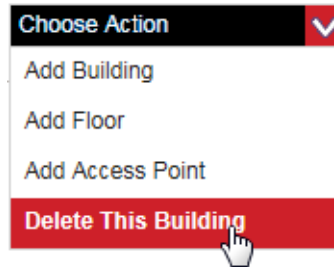 Choose Action
Add Building
Add Floor
Add Access Point
Delete This Building